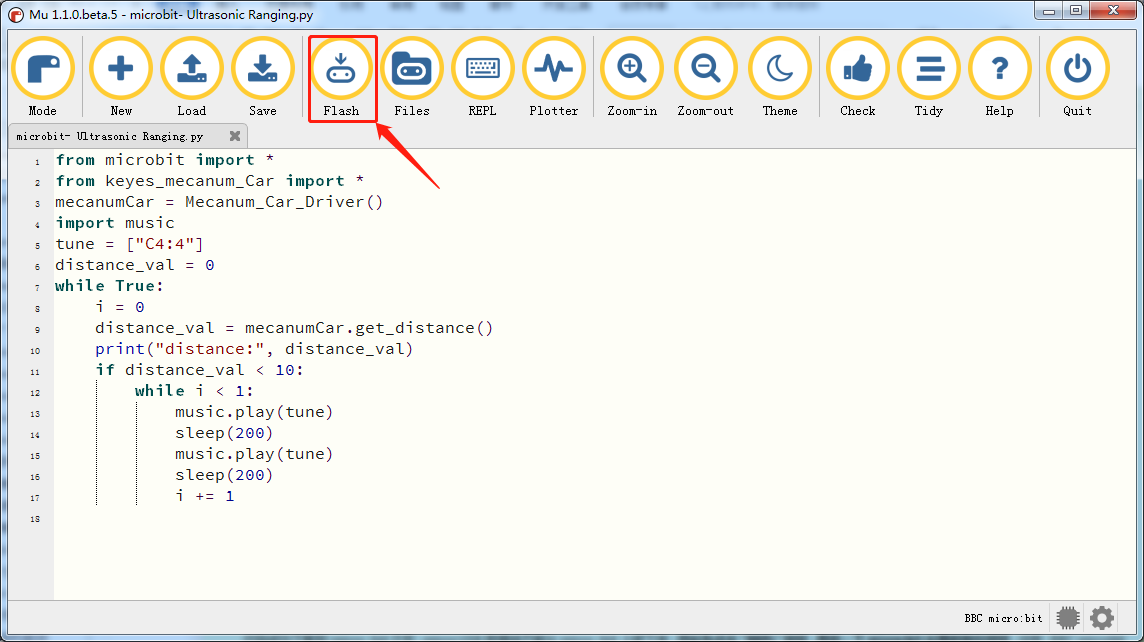 Mu 1.1.0.beta.5 - microbit- Ultrasonic Ranging.py
Mode New Load Save Flash Files REPL Plotter Zoom-in Zoom-out Theme Check Tidy Help Quit
microbit- Ultrasonic Ranging.py
1 from microbit import *
2 from keyes_mecanum_Car import *
3 mecanumCar = Mecanum_Car_Driver()
4 import music
5 tune = ["C4:4"]
6 distance_val = 0
7 while True:
8     i = 0
9     distance_val = mecanumCar.get_distance()
10     print("distance:", distance_val)
11     if distance_val < 10:
12         while i < 1:
13             music.play(tune)
14             sleep(200)
15             music.play(tune)
16             sleep(200)
17             i += 1
18
BBC micro:bit